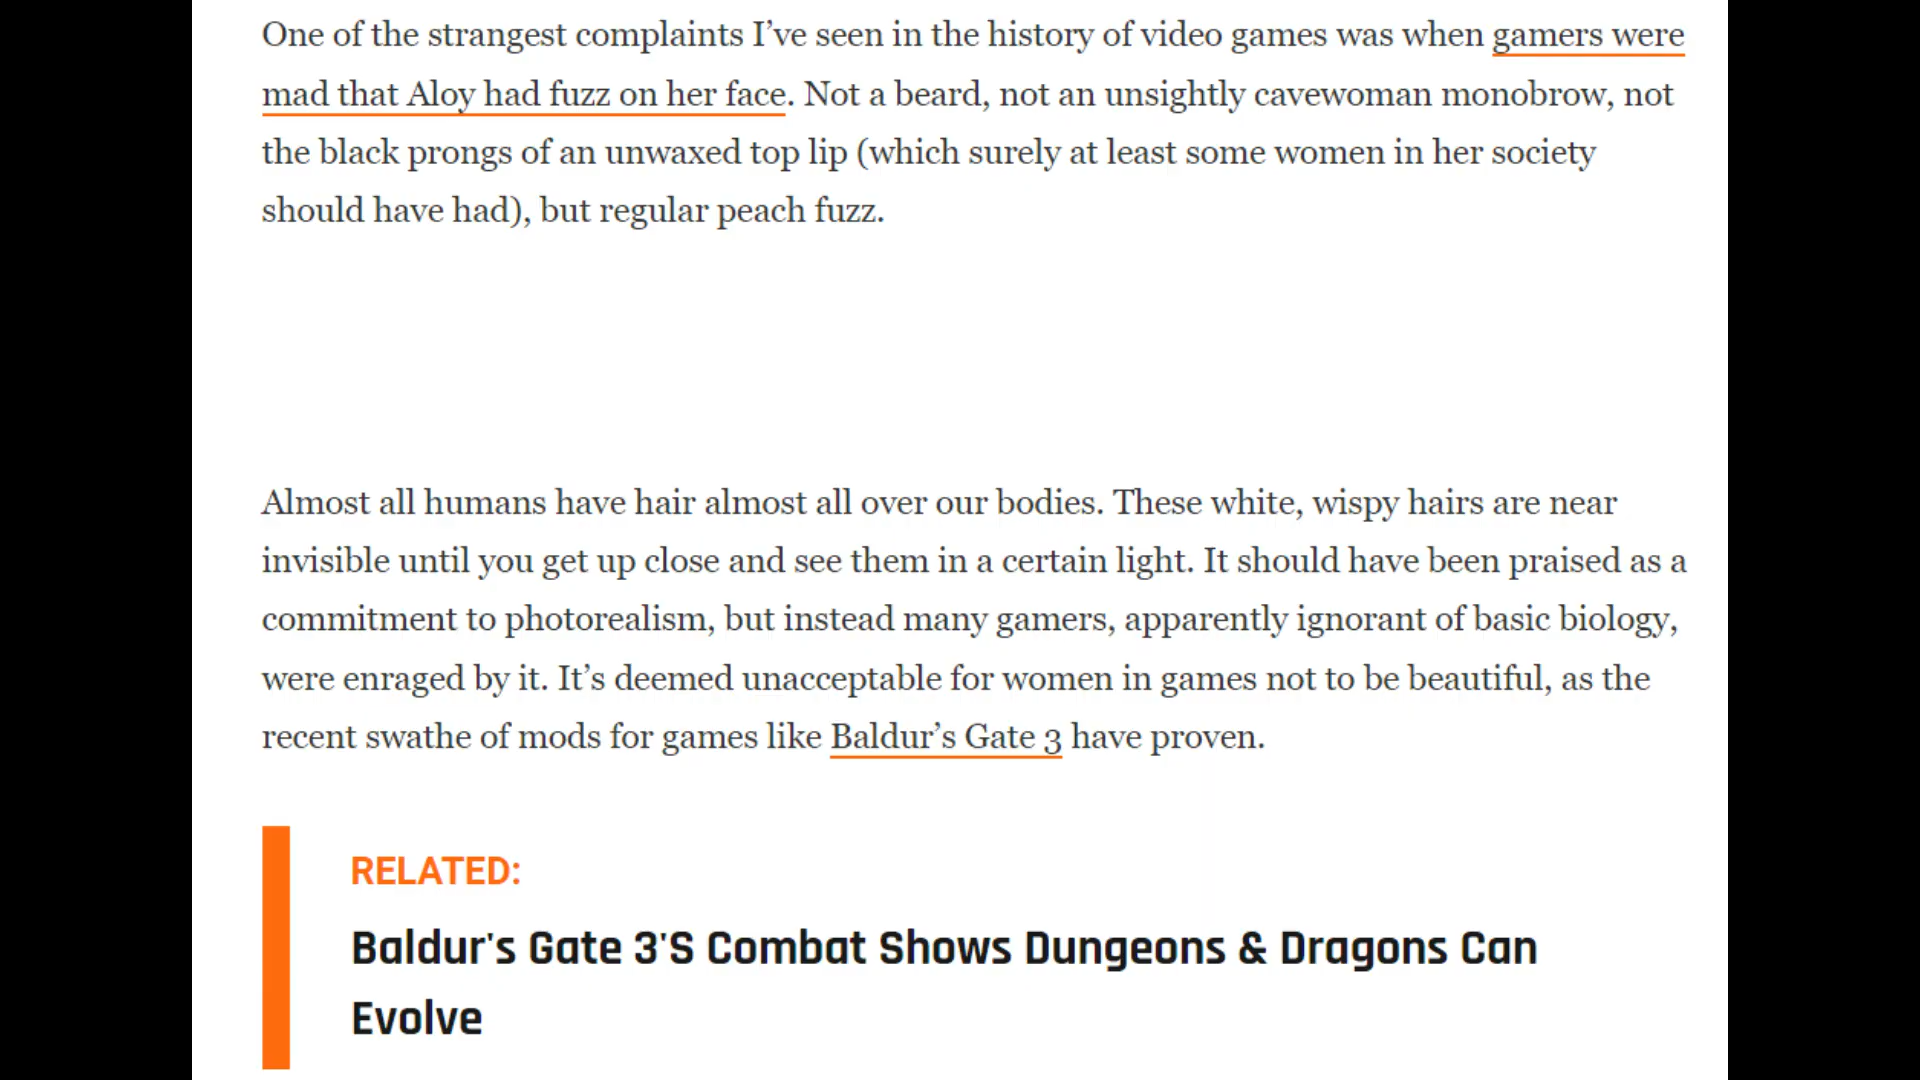 One of the strangest complaints I’ve seen in the history of video games was when gamers were
mad that Aloy had fuzz on her face. Not a beard, not an unsightly cavewoman monobrow, not
the black prongs of an unwaxed top lip (which surely at least some women in her society
should have had), but regular peach fuzz.
Almost all humans have hair almost all over our bodies. These white, wispy hairs are near
invisible until you get up close and see them in a certain light. It should have been praised as a
commitment to photorealism, but instead many gamers, apparently ignorant of basic biology,
were enraged by it. It’s deemed unacceptable for women in games not to be beautiful, as the
recent swathe of mods for games like Baldur’s Gate 3 have proven.
RELATED:
Baldur's Gate 3'S Combat Shows Dungeons & Dragons Can
Evolve